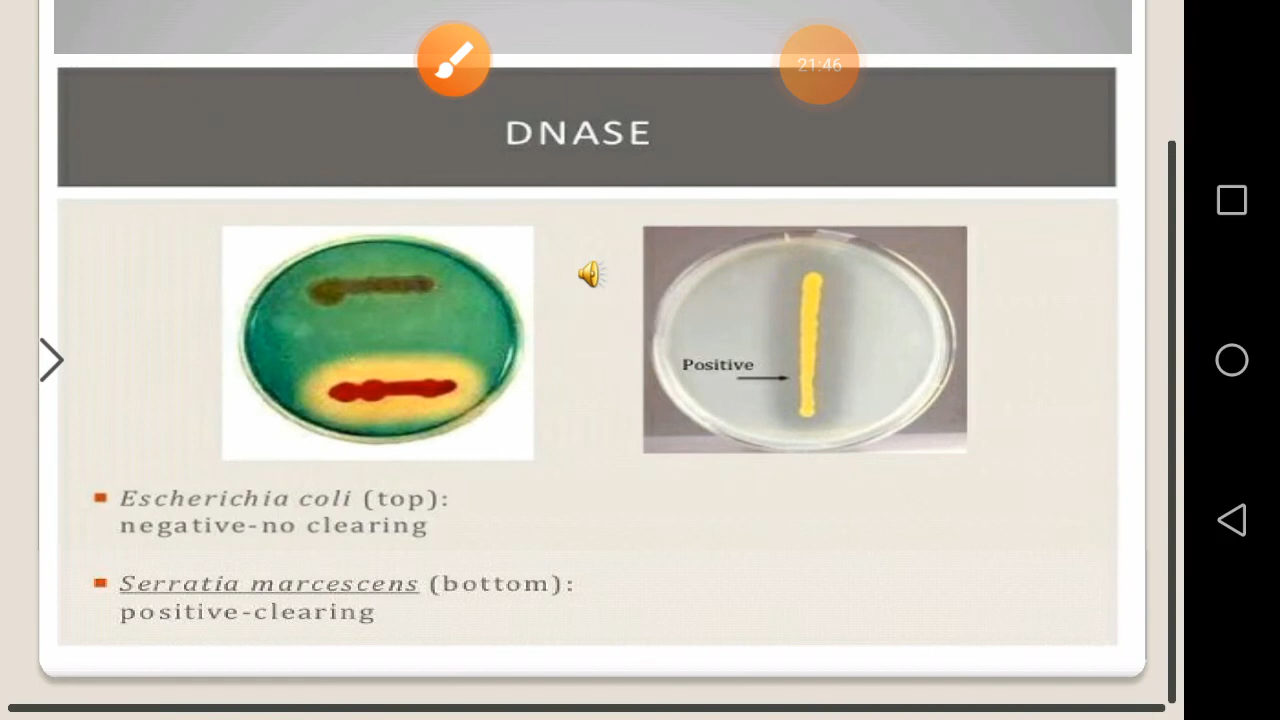 21:46
DNASE
Positive
Escherichia coli (top):
negative-no clearing
Serratia marcescens (bottom):
positive-clearing